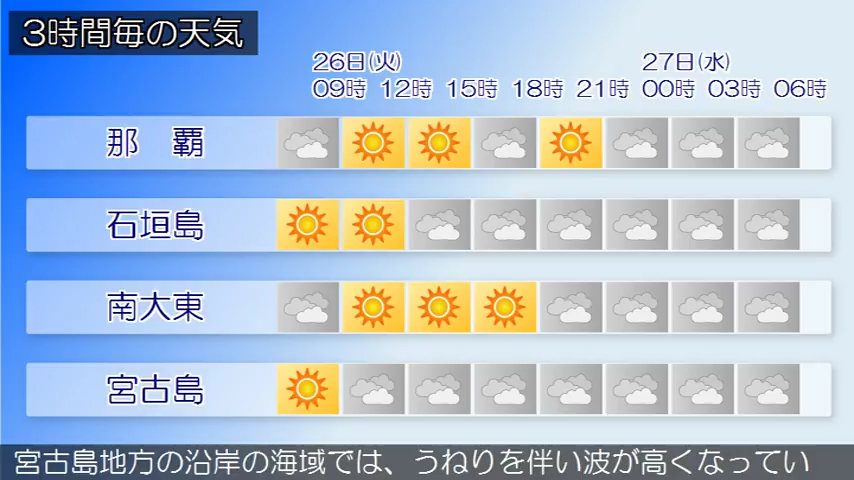 3時間毎の天気
26日(火) 27日(水)
09時 12時 15時 18時 21時 00時 03時 06時
那　覇
石垣島
南大東
宮古島
宮古島地方の沿岸の海域では、うねりを伴い波が高くなってい